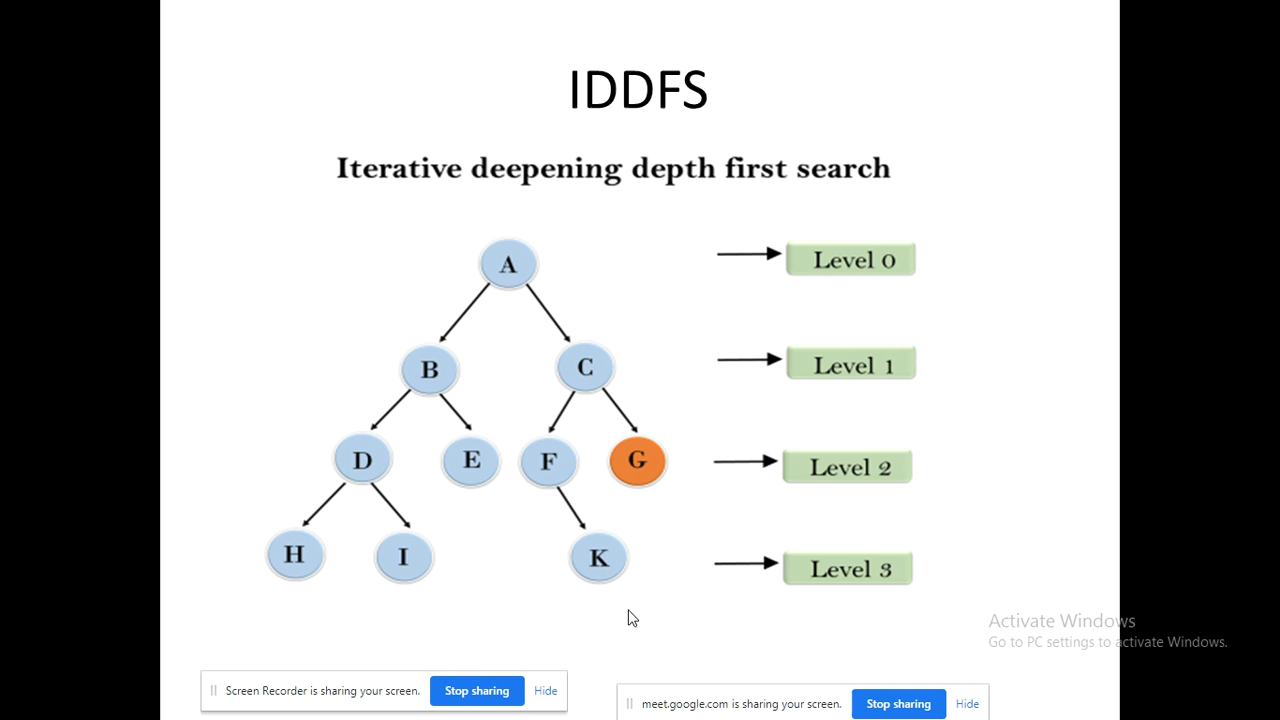 IDDFS
Iterative deepening depth first search
A
Level 0
B
C
Level 1
D
E
F
G
Level 2
H
I
K
Level 3
Activate Windows
Go to PC settings to activate Windows.
Screen Recorder is sharing your screen. Stop sharing Hide
meet.google.com is sharing your screen. Stop sharing Hide